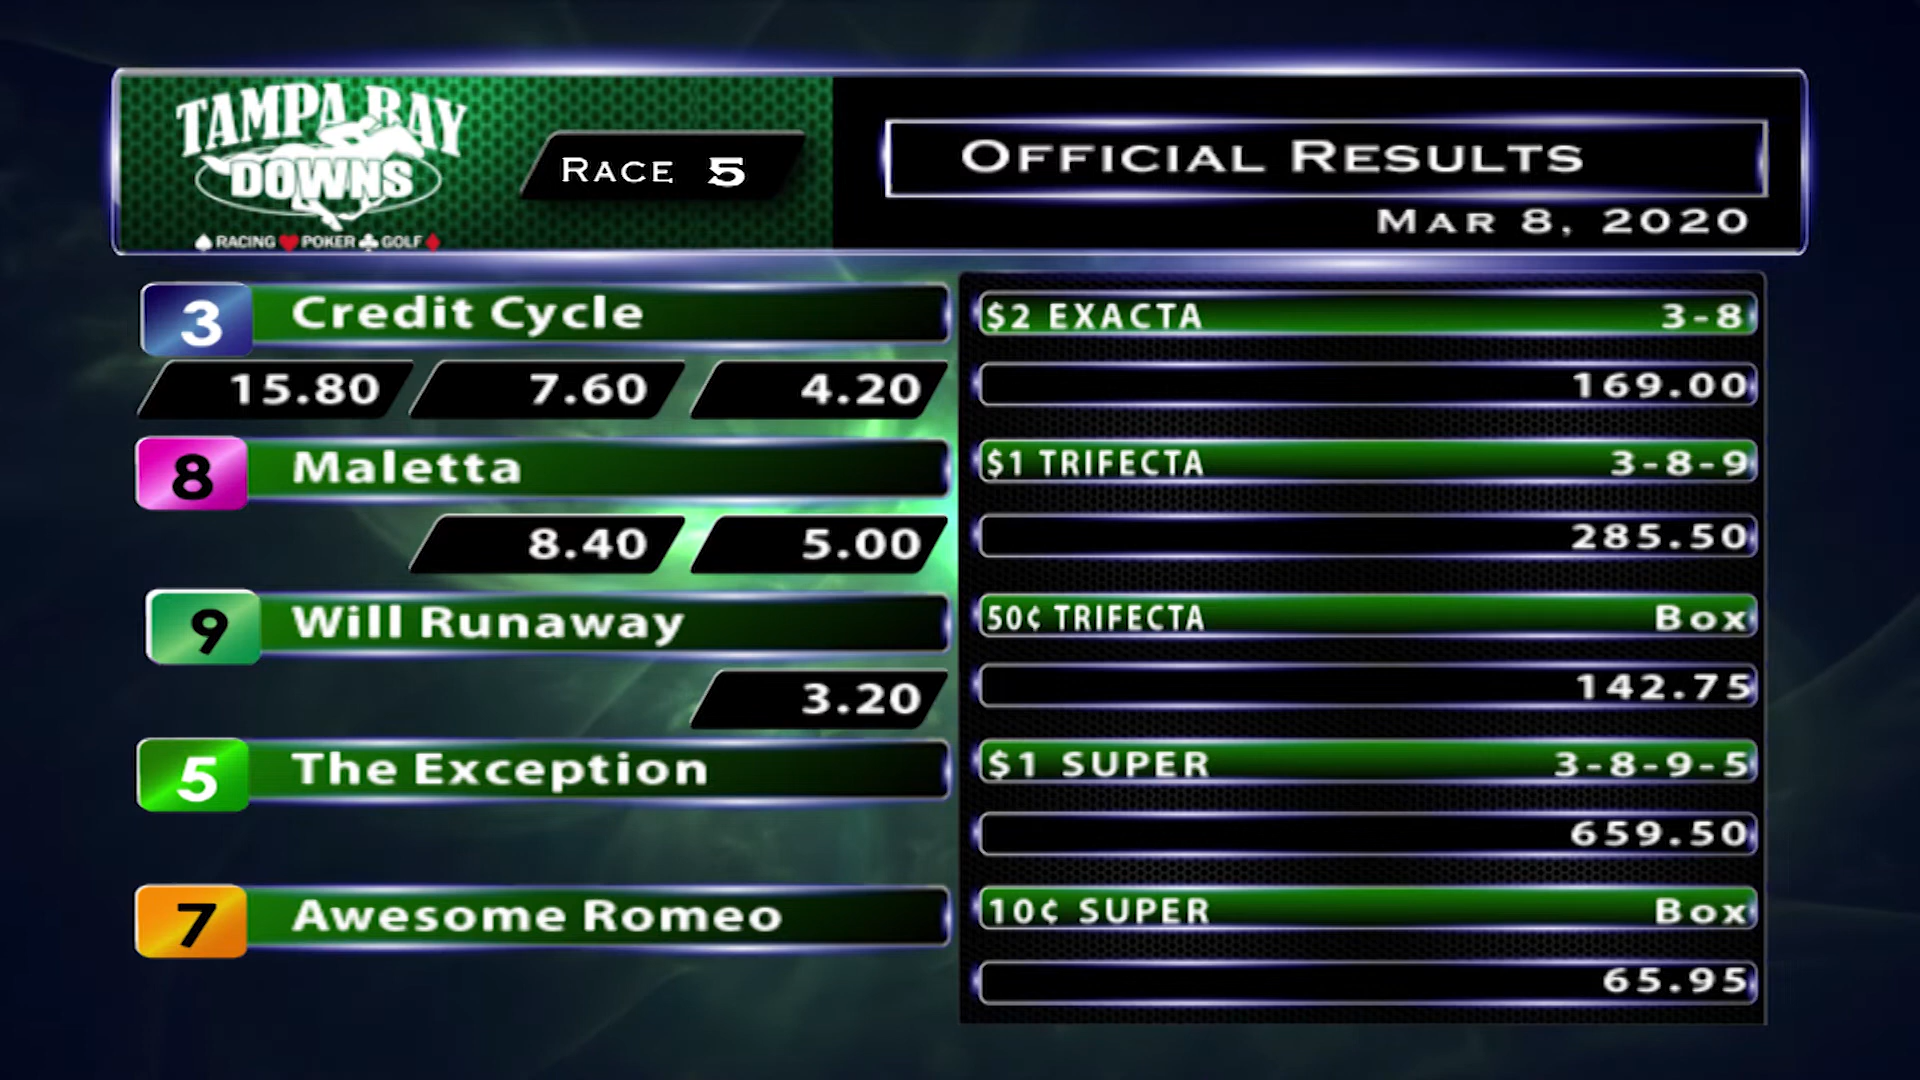 TAMPA BAY
DOWNS
RACING POKER GOLF
RACE 5
OFFICIAL RESULTS
MAR 8, 2020
3 Credit Cycle
15.80 7.60 4.20
8 Maletta
8.40 5.00
9 Will Runaway
3.20
5 The Exception
7 Awesome Romeo
$2 EXACTA 3-8
169.00
$1 TRIFECTA 3-8-9
285.50
50¢ TRIFECTA Box
142.75
$1 SUPER 3-8-9-5
659.50
10¢ SUPER Box
65.95